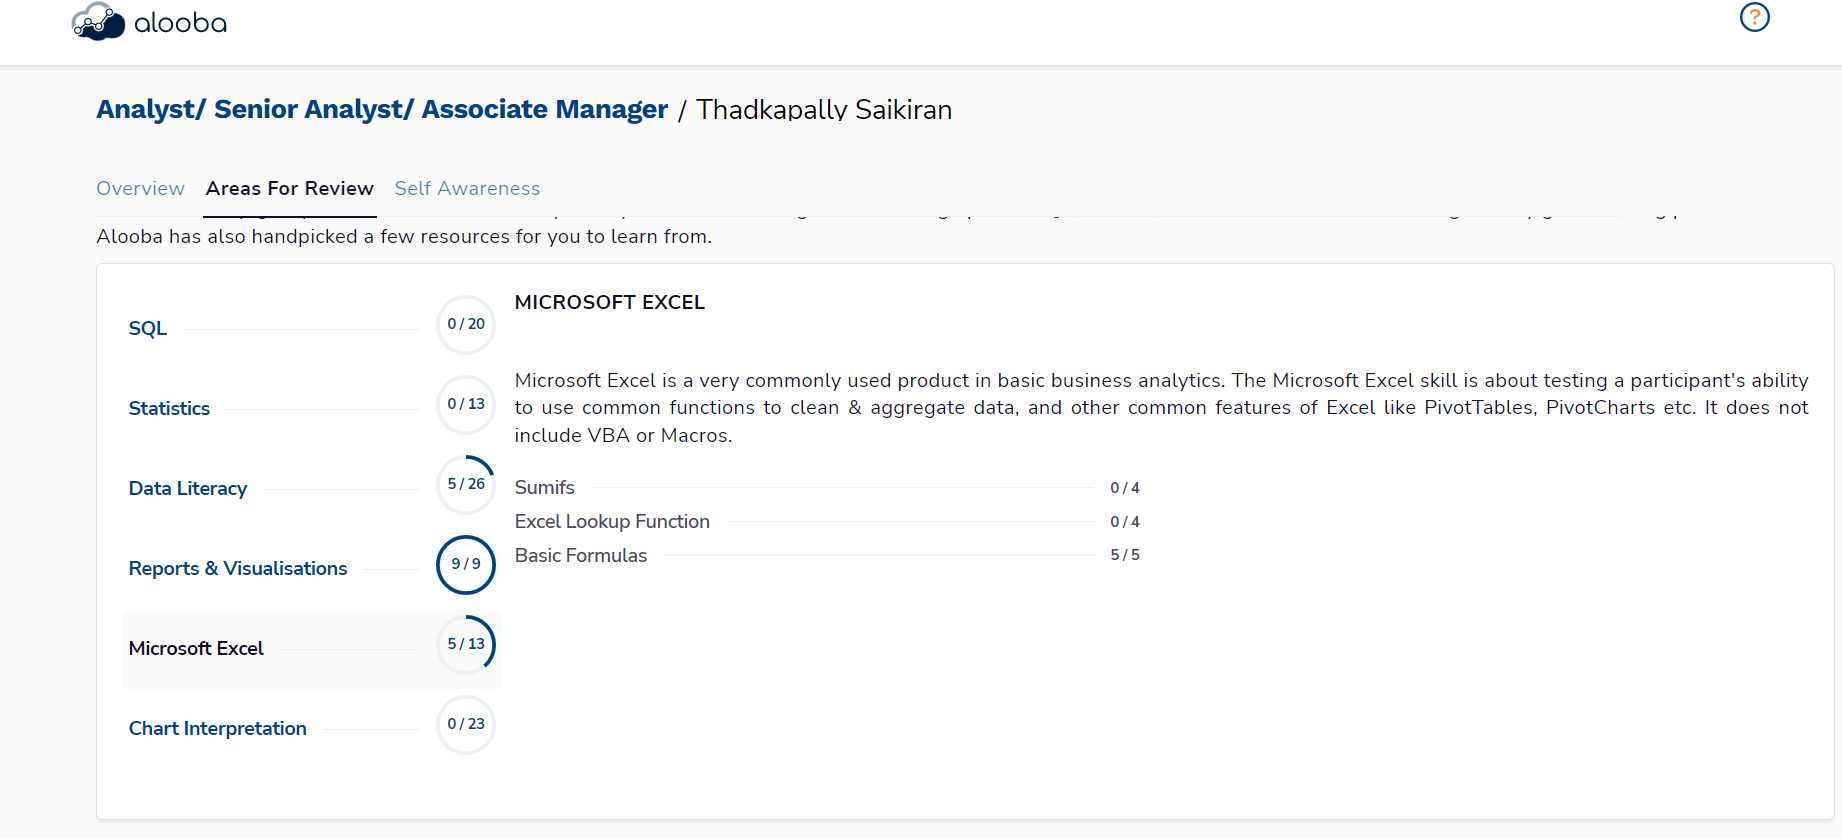 alooba
?
Analyst/ Senior Analyst/ Associate Manager / Thadkapally Saikiran
Overview Areas For Review Self Awareness
Alooba has also handpicked a few resources for you to learn from.
SQL 0 / 20
Statistics 0 / 13
Data Literacy 5 / 26
Reports & Visualisations 9 / 9
Microsoft Excel 5 / 13
Chart Interpretation 0 / 23
MICROSOFT EXCEL
Microsoft Excel is a very commonly used product in basic business analytics. The Microsoft Excel skill is about testing a participant's ability
to use common functions to clean & aggregate data, and other common features of Excel like PivotTables, PivotCharts etc. It does not
include VBA or Macros.
Sumifs 0 / 4
Excel Lookup Function 0 / 4
Basic Formulas 5 / 5